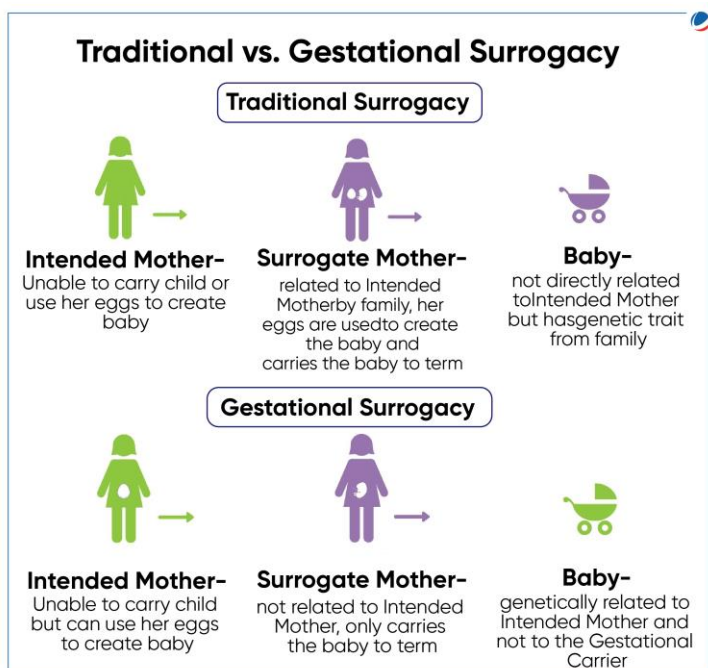 Traditional vs. Gestational Surrogacy
Traditional Surrogacy
Intended Mother-
Unable to carry child or
use her eggs to create
baby
Surrogate Mother-
related to Intended
Motherby family, her
eggs are usedto create
the baby and
carries the baby to term
Baby-
not directly related
toIntended Mother
but hasgenetic trait
from family
Gestational Surrogacy
Intended Mother-
Unable to carry child
but can use her eggs
to create baby
Surrogate Mother-
not related to Intended
Mother, only carries
the baby to term
Baby-
genetically related to
Intended Mother and
not to the Gestational
Carrier